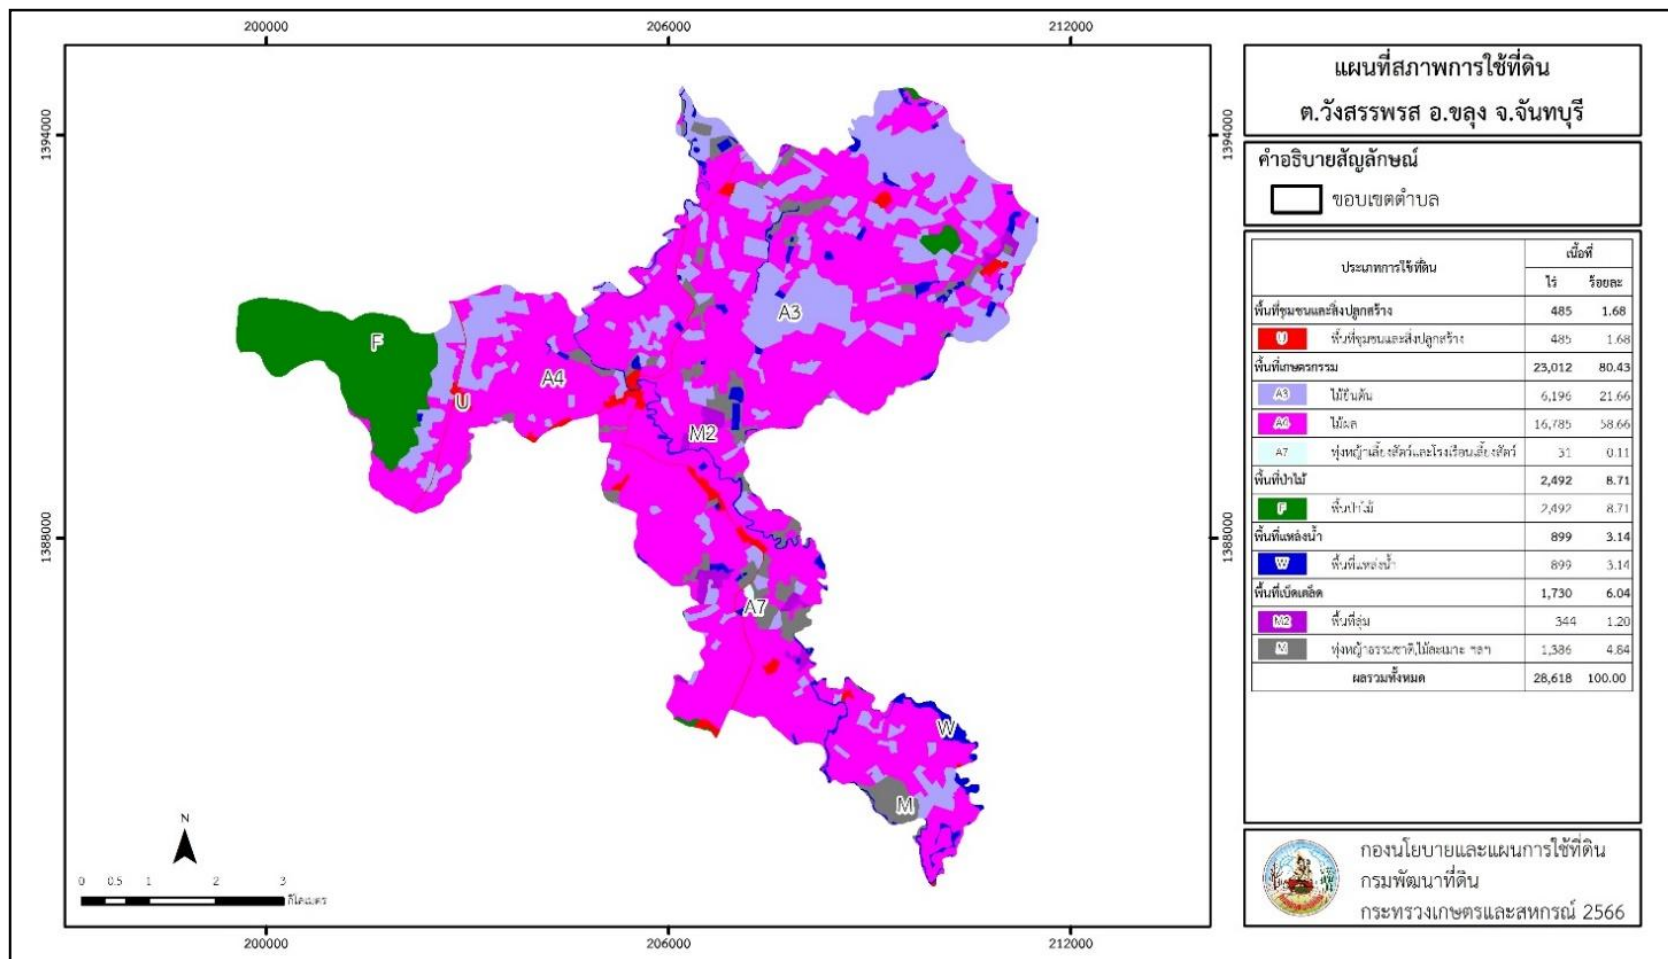 200000 206000 212000
1394000 1394000
1388000 1388000
F
U
A4
A3
M2
A7
W
M
N
0 0.5 1 2 3
กิโลเมตร
200000 206000 212000
แผนที่สภาพการใช้ที่ดิน
ต.วังสรรพรส อ.ขลุง จ.จันทบุรี
คำอธิบายสัญลักษณ์
ขอบเขตตำบล
ประเภทการใช้ที่ดิน เนื้อที่
ไร่ ร้อยละ
พื้นที่ชุมชนและสิ่งปลูกสร้าง 485 1.68
U พื้นที่ชุมชนและสิ่งปลูกสร้าง 485 1.68
พื้นที่เกษตรกรรม 23,012 80.43
A3 ไม้ยืนต้น 6,196 21.66
A4 ไม้ผล 16,785 58.66
A7 ทุ่งหญ้าเลี้ยงสัตว์และโรงเรือนเลี้ยงสัตว์ 31 0.11
พื้นที่ป่าไม้ 2,492 8.71
F พื้นป่าไม้ 2,492 8.71
พื้นที่แหล่งน้ำ 899 3.14
W พื้นที่แหล่งน้ำ 899 3.14
พื้นที่เบ็ดเตล็ด 1,730 6.04
M2 พื้นที่ลุ่ม 344 1.20
M ทุ่งหญ้าธรรมชาติ,ไม้ละเมาะ ฯลฯ 1,386 4.84
ผลรวมทั้งหมด 28,618 100.00
กองนโยบายและแผนการใช้ที่ดิน
กรมพัฒนาที่ดิน
กระทรวงเกษตรและสหกรณ์ 2566